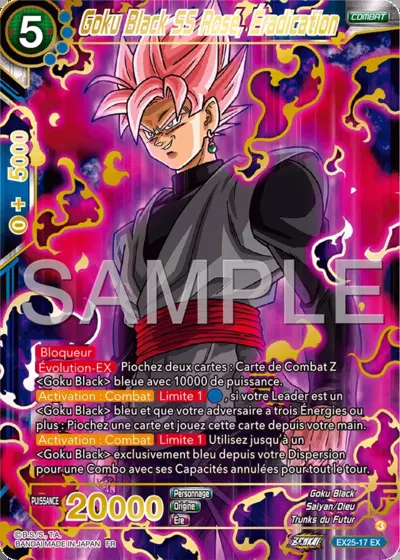 5
Goku Black SS Rosé, Eradication
COMBAT
0 + 5000
SAMPLE
Bloqueur
Évolution-EX Piochez deux cartes : Carte de Combat Z
<Goku Black> bleue avec 10000 de puissance.
Activation : Combat Limite 1 , si votre Leader est un
<Goku Black> bleu et que votre adversaire a trois Énergies ou
plus : Piochez une carte et jouez cette carte depuis votre main.
Activation : Combat Limite 1 Utilisez jusqu'à un
<Goku Black> exclusivement bleu depuis votre Dispersion
pour une Combo avec ses Capacités annulées pour tout le tour.
PUISSANCE 20000
Personnage Goku Black
Origine Saiyan/Dieu
Ère Trunks du Futur
3
©B.S./S., T.A.
BANDAI MADE IN JAPAN FR
EX25-17 EX